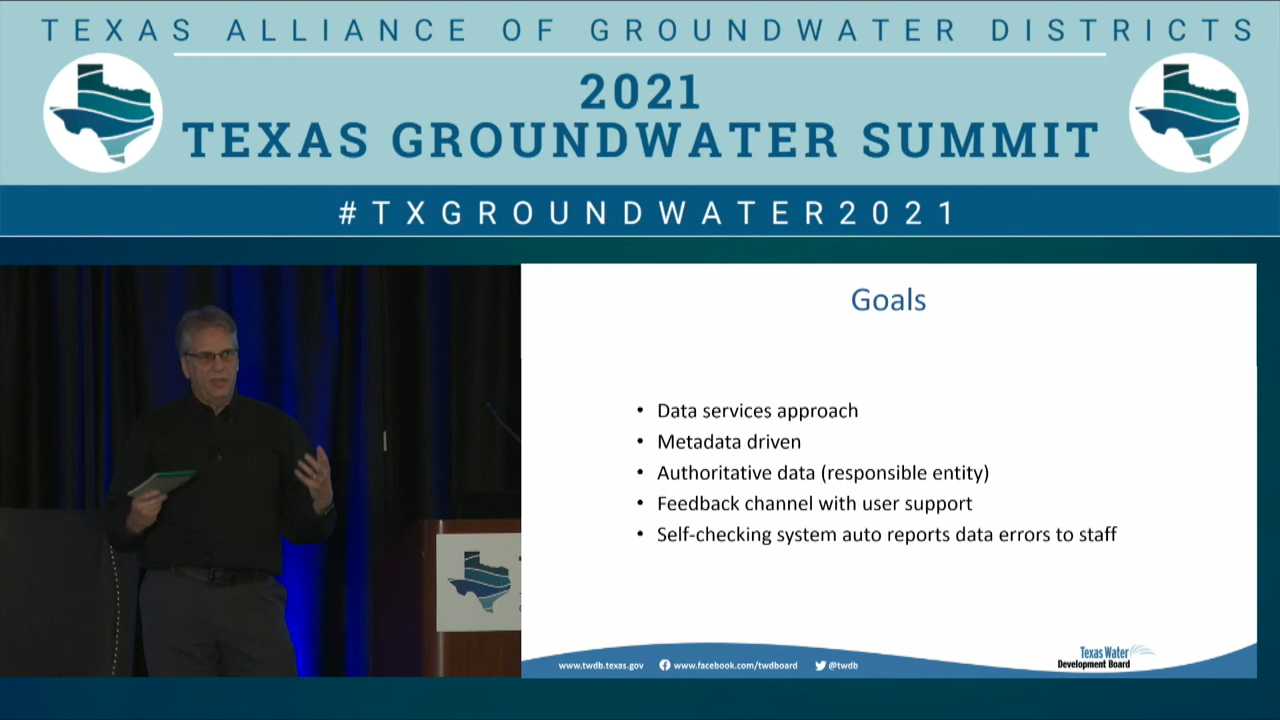 TEXAS ALLIANCE OF GROUNDWATER DISTRICTS
2021
TEXAS GROUNDWATER SUMMIT
#TXGROUNDWATER2021
Goals
• Data services approach
• Metadata driven
• Authoritative data (responsible entity)
• Feedback channel with user support
• Self-checking system auto reports data errors to staff
www.twdb.texas.gov
www.facebook.com/twdboard
@twdb
Texas Water
Development Board